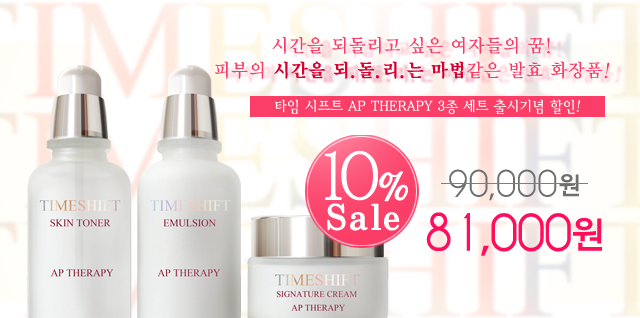 시간을 되돌리고 싶은 여자들의 꿈!
피부의 시간을 되.돌.리.는 마법같은 발효 화장품!
타임 시프트 AP THERAPY 3종 세트 출시기념 할인!
10%
Sale
90,000원
81,000원
TIMESHIFT
SKIN TONER
AP THERAPY
TIMESHIFT
EMULSION
AP THERAPY
TIMESHIFT
SIGNATURE CREAM
AP THERAPY
TIMESHIFT
TIMESHIFT
TIMESHIFT